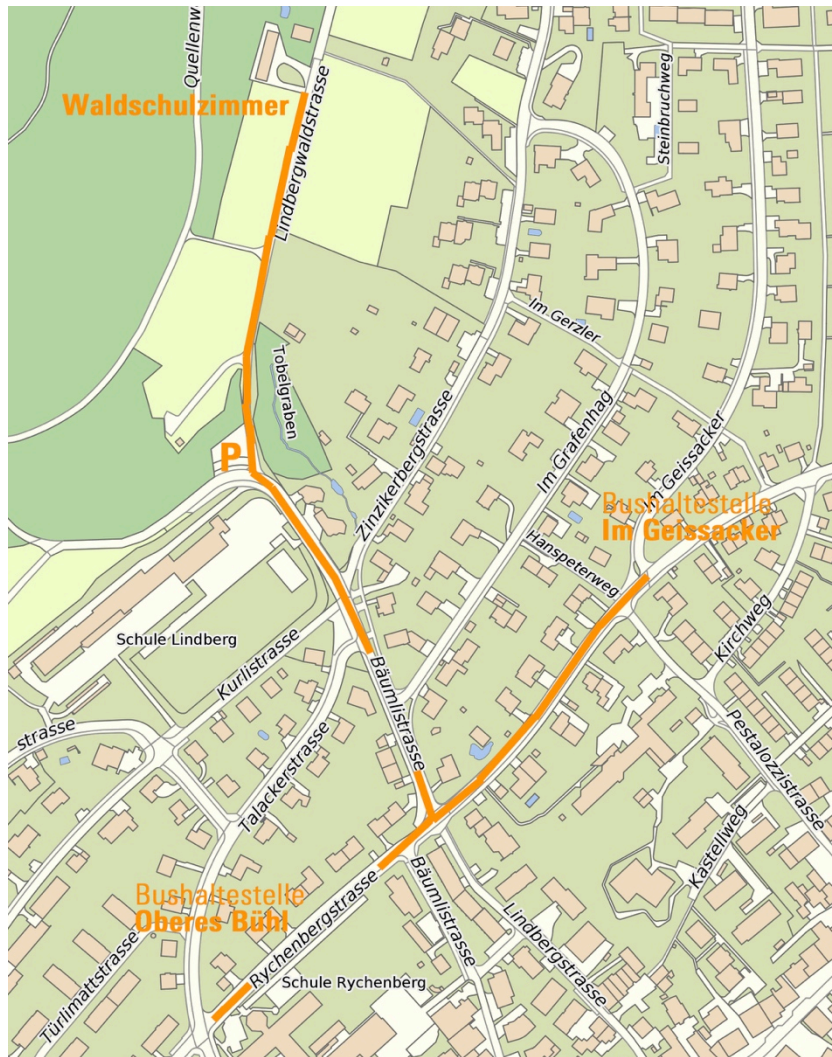 Quellenw
Waldschulzimmer
Lindbergwaldstrasse
Steinbruchweg
Im Gerzler
Tobelgraben
Zinzikerbergstrasse
Im Grafenhag
P
m Geissacker
Bushaltestelle
Im Geissacker
Hanspeterweg
Kirchweg
Schule Lindberg
Kurlistrasse
Bäumlistrasse
strasse
Talackerstrasse
Pestalozzistrasse
Kastellweg
Bushaltestelle
Oberes Bühl
Rychenbergstrasse
Bäumlistrasse
Lindbergstrasse
Türlimattstrasse
Schule Rychenberg